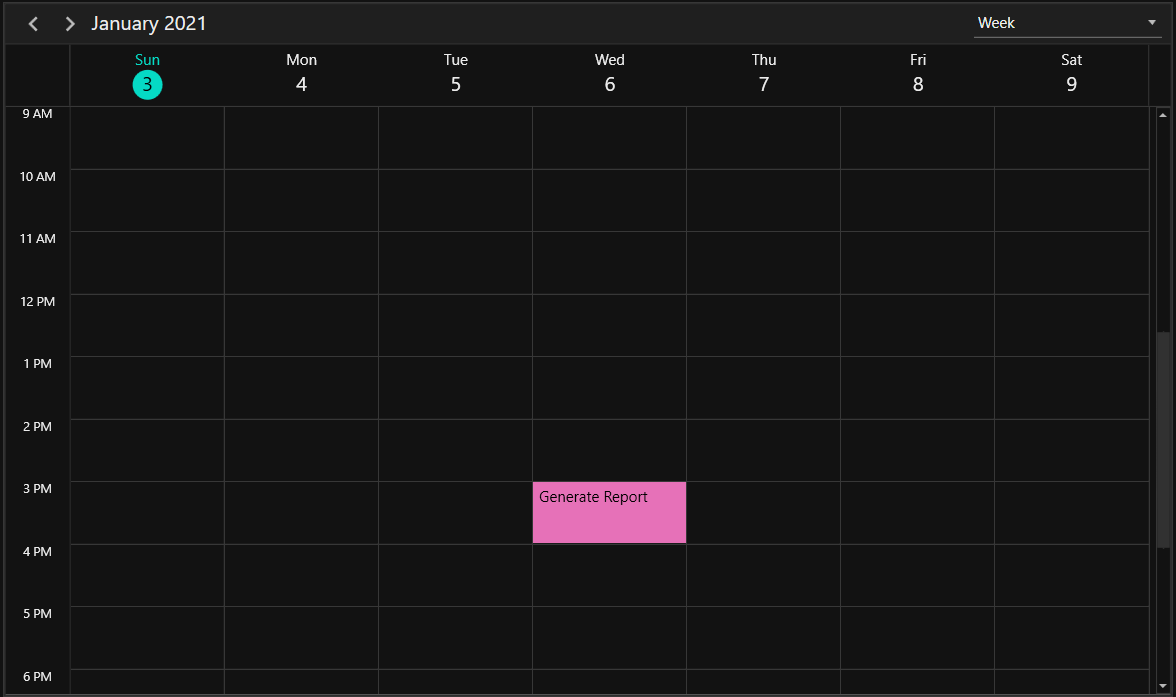 January 2021
Week
Sun Mon Tue Wed Thu Fri Sat
3 4 5 6 7 8 9
9 AM
10 AM
11 AM
12 PM
1 PM
2 PM
3 PM
Generate Report
4 PM
5 PM
6 PM